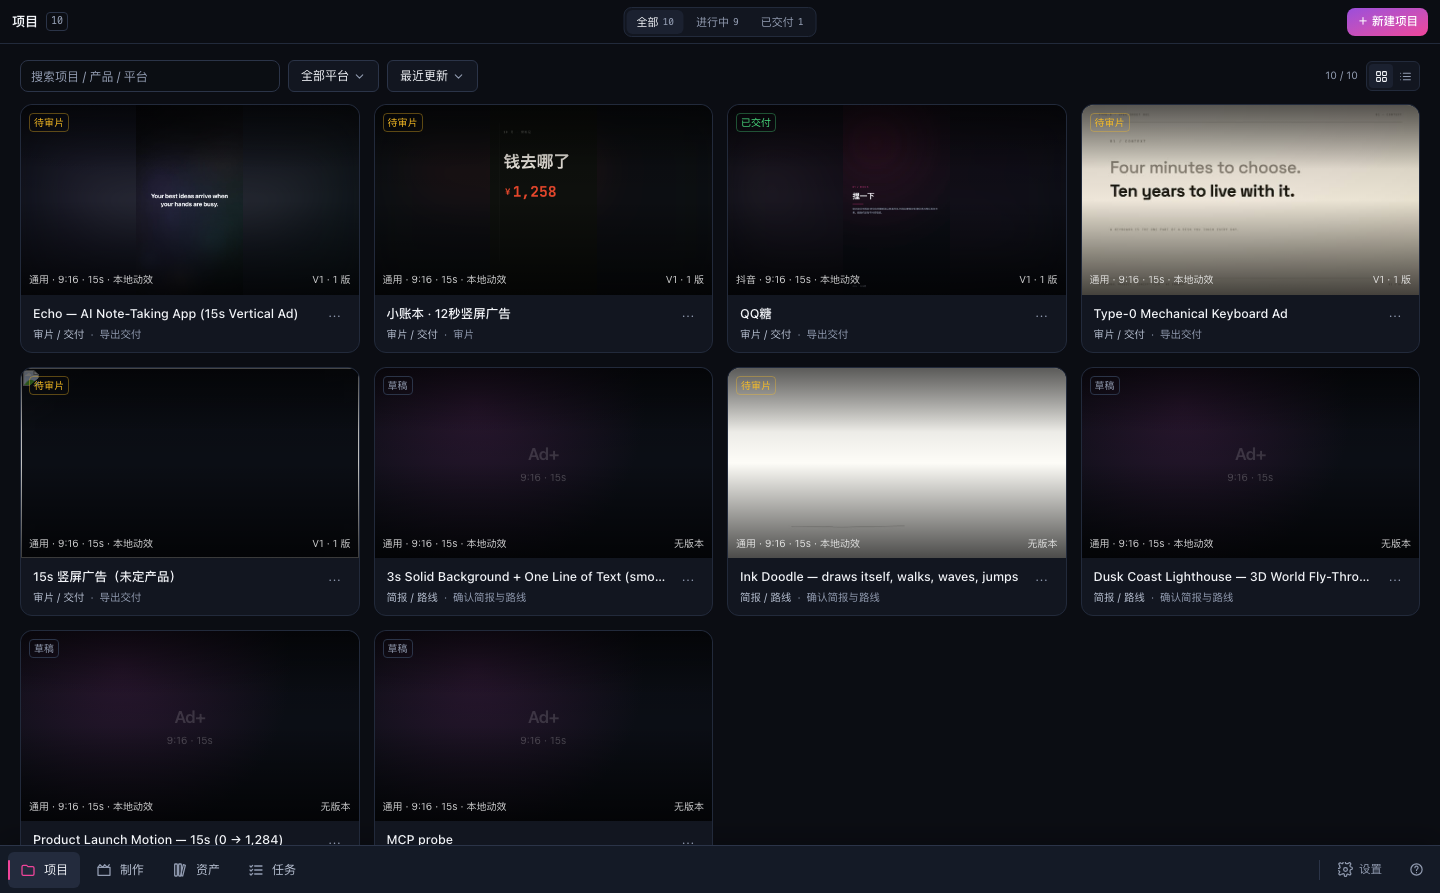 项目 10
全部 10 进行中 9 已交付 1
+ 新建项目
搜索项目 / 产品 / 平台
全部平台
最近更新
10 / 10
待审片
Your best ideas arrive when
your hands are busy.
通用 · 9:16 · 15s · 本地动效
V1 · 1 版
Echo — AI Note-Taking App (15s Vertical Ad)
...
审片 / 交付 · 导出交付
待审片
钱去哪了
¥1,258
通用 · 9:16 · 15s · 本地动效
V1 · 1 版
小账本 · 12秒竖屏广告
...
审片 / 交付 · 审片
已交付
捏一下
抖音 · 9:16 · 15s · 本地动效
V1 · 1 版
QQ糖
...
审片 / 交付 · 导出交付
待审片
Four minutes to choose.
Ten years to live with it.
通用 · 9:16 · 15s · 本地动效
V1 · 1 版
Type-0 Mechanical Keyboard Ad
...
审片 / 交付 · 导出交付
待审片
通用 · 9:16 · 15s · 本地动效
V1 · 1 版
15s 竖屏广告（未定产品）
...
审片 / 交付 · 导出交付
草稿
Ad+
9:16 · 15s
通用 · 9:16 · 15s · 本地动效
无版本
3s Solid Background + One Line of Text (smo...
...
简报 / 路线 · 确认简报与路线
待审片
通用 · 9:16 · 15s · 本地动效
无版本
Ink Doodle — draws itself, walks, waves, jumps
...
简报 / 路线 · 确认简报与路线
草稿
Ad+
9:16 · 15s
通用 · 9:16 · 15s · 本地动效
无版本
Dusk Coast Lighthouse — 3D World Fly-Thro...
...
简报 / 路线 · 确认简报与路线
草稿
Ad+
9:16 · 15s
通用 · 9:16 · 15s · 本地动效
无版本
Product Launch Motion — 15s (0 → 1,284)
...
草稿
Ad+
9:16 · 15s
通用 · 9:16 · 15s · 本地动效
无版本
MCP probe
...
项目
制作
资产
任务
设置